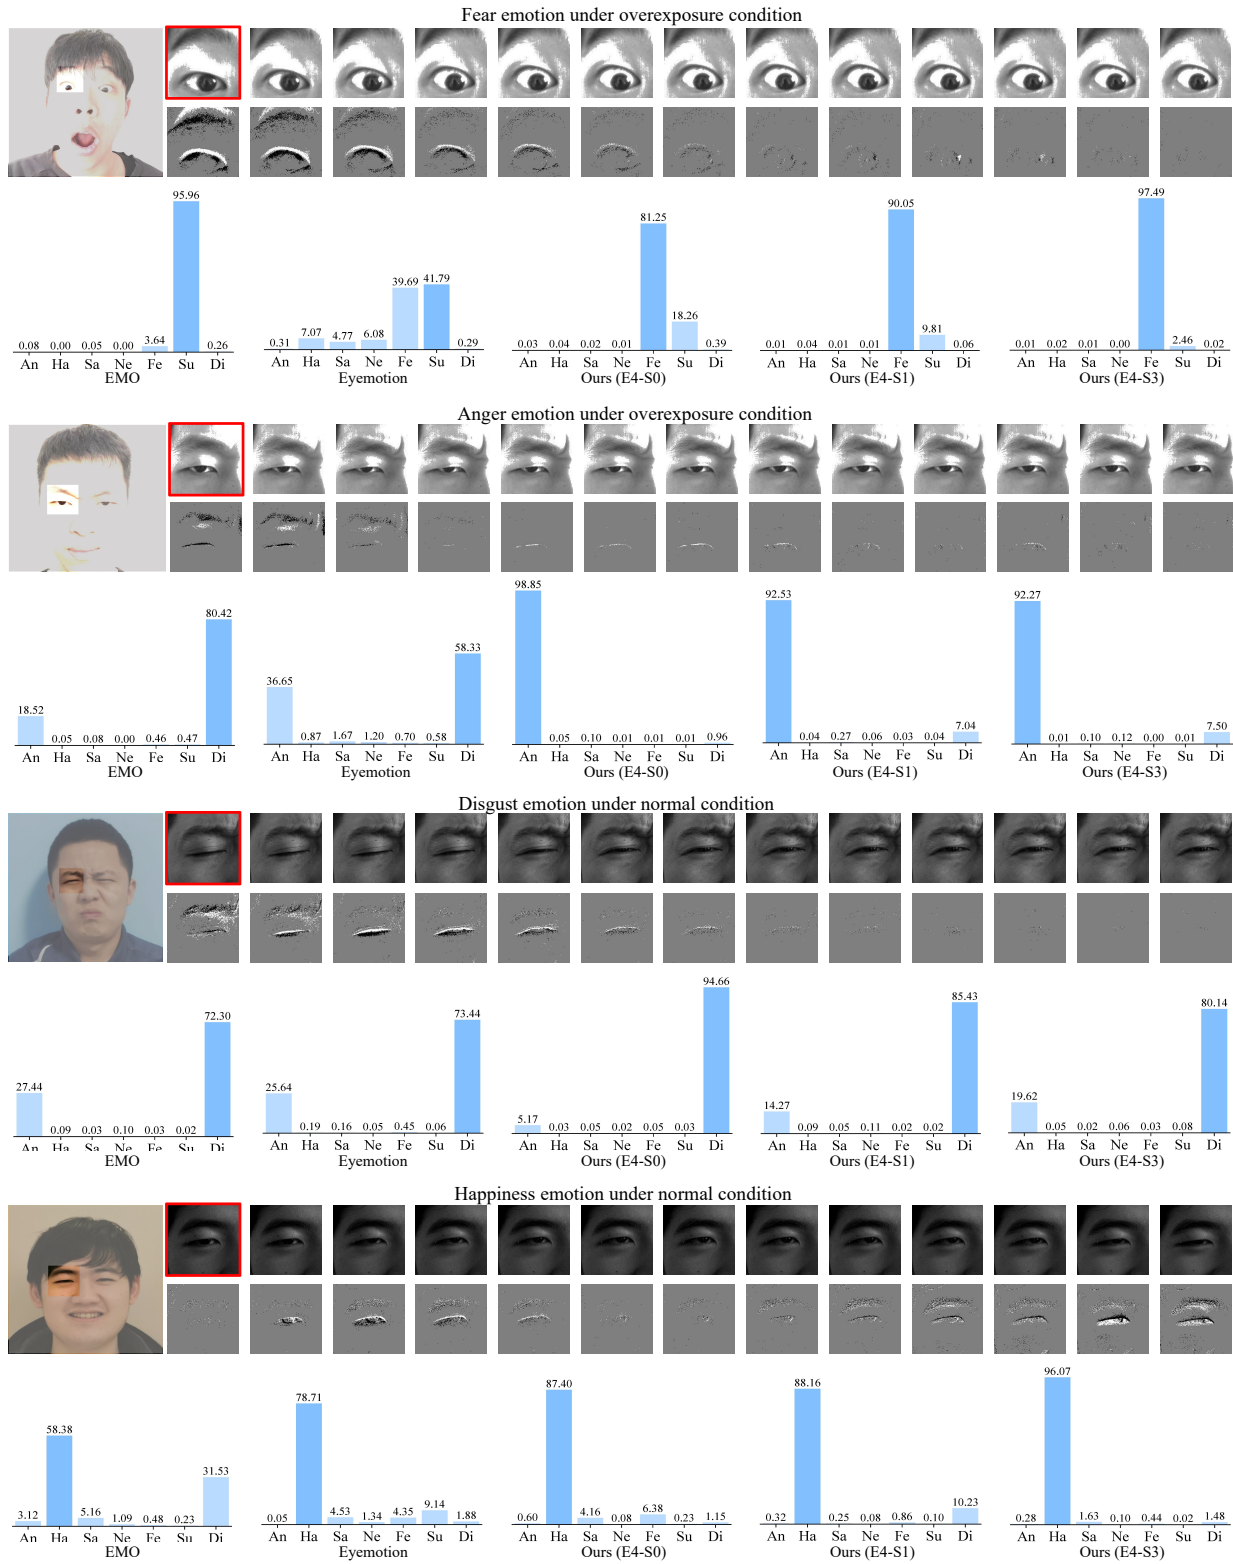 Fear emotion under overexposure condition
0.08 0.00 0.05 0.00 3.64 95.96 0.26
An Ha Sa Ne Fe Su Di
EMO
0.31 7.07 4.77 6.08 39.69 41.79 0.29
An Ha Sa Ne Fe Su Di
Eyemotion
0.03 0.04 0.02 0.01 81.25 18.26 0.39
An Ha Sa Ne Fe Su Di
Ours (E4-S0)
0.01 0.04 0.01 0.01 90.05 9.81 0.06
An Ha Sa Ne Fe Su Di
Ours (E4-S1)
0.01 0.02 0.01 0.00 97.49 2.46 0.02
An Ha Sa Ne Fe Su Di
Ours (E4-S3)
Anger emotion under overexposure condition
18.52 0.05 0.08 0.00 0.46 0.47 80.42
An Ha Sa Ne Fe Su Di
EMO
36.65 0.87 1.67 1.20 0.70 0.58 58.33
An Ha Sa Ne Fe Su Di
Eyemotion
98.85 0.05 0.10 0.01 0.01 0.01 0.96
An Ha Sa Ne Fe Su Di
Ours (E4-S0)
92.53 0.04 0.27 0.06 0.03 0.04 7.04
An Ha Sa Ne Fe Su Di
Ours (E4-S1)
92.27 0.01 0.10 0.12 0.00 0.01 7.50
An Ha Sa Ne Fe Su Di
Ours (E4-S3)
Disgust emotion under normal condition
27.44 0.09 0.03 0.10 0.03 0.02 72.30
An Ha Sa Ne Fe Su Di
EMO
25.64 0.19 0.16 0.05 0.45 0.06 73.44
An Ha Sa Ne Fe Su Di
Eyemotion
5.17 0.03 0.05 0.02 0.05 0.03 94.66
An Ha Sa Ne Fe Su Di
Ours (E4-S0)
14.27 0.09 0.05 0.11 0.02 0.02 85.43
An Ha Sa Ne Fe Su Di
Ours (E4-S1)
19.62 0.05 0.02 0.06 0.03 0.08 80.14
An Ha Sa Ne Fe Su Di
Ours (E4-S3)
Happiness emotion under normal condition
3.12 58.38 5.16 1.09 0.48 0.23 31.53
An Ha Sa Ne Fe Su Di
EMO
0.05 78.71 4.53 1.34 4.35 9.14 1.88
An Ha Sa Ne Fe Su Di
Eyemotion
0.60 87.40 4.16 0.08 6.38 0.23 1.15
An Ha Sa Ne Fe Su Di
Ours (E4-S0)
0.32 88.16 0.25 0.08 0.86 0.10 10.23
An Ha Sa Ne Fe Su Di
Ours (E4-S1)
0.28 96.07 1.63 0.10 0.44 0.02 1.48
An Ha Sa Ne Fe Su Di
Ours (E4-S3)